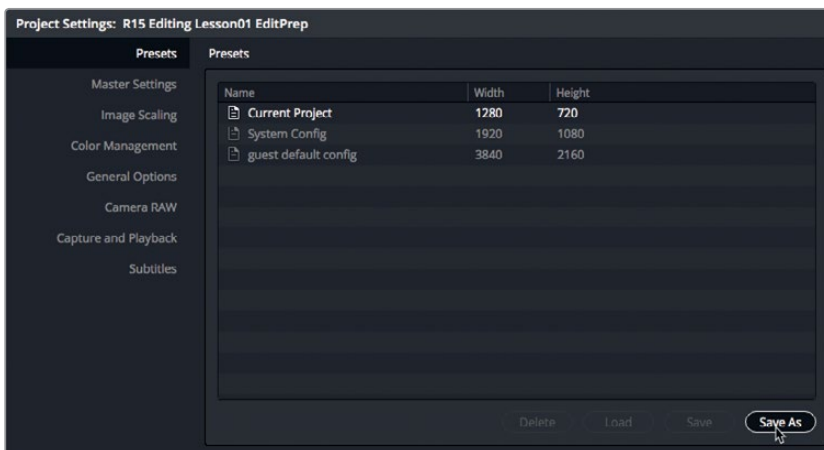 Project Settings: R15 Editing Lesson01 EditPrep
Presets
Master Settings
Image Scaling
Color Management
General Options
Camera RAW
Capture and Playback
Subtitles
Presets
Name Width Height
Current Project 1280 720
System Config 1920 1080
guest default config 3840 2160
Delete Load Save Save As